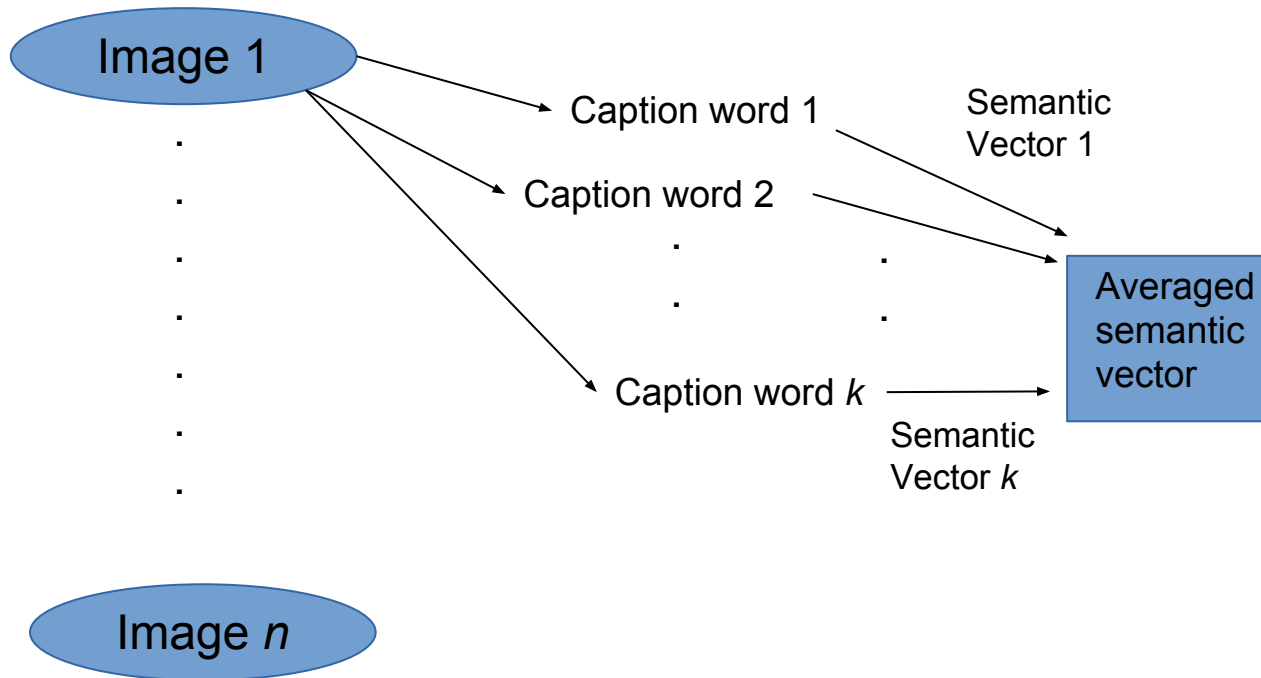 Image 1
Caption word 1
Semantic
Vector 1
Caption word 2
Averaged
semantic
vector
Caption word k
Semantic
Vector k
Image n